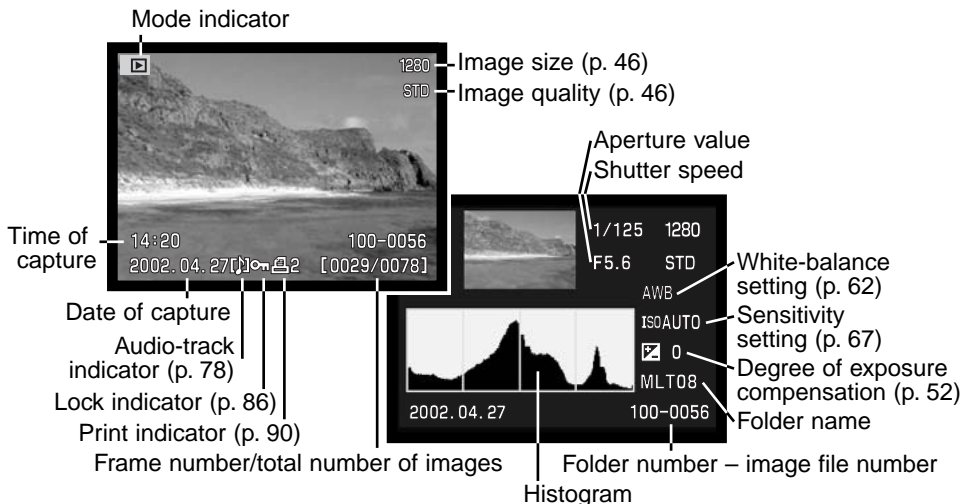 Mode indicator
1280
Image size (p. 46)
STD
Image quality (p. 46)
Aperture value
Shutter speed
Time of
capture
14:20
100-0056
2002.04.27
2
[0029/0078]
1/125
1280
F5.6
STD
AWB
White-balance
setting (p. 62)
ISO AUTO
Sensitivity
setting (p. 67)
0
Degree of exposure
compensation (p. 52)
MLT08
Folder name
2002.04.27
100-0056
Date of capture
Audio-track
indicator (p. 78)
Lock indicator (p. 86)
Print indicator (p. 90)
Frame number/total number of images
Folder number – image file number
Histogram